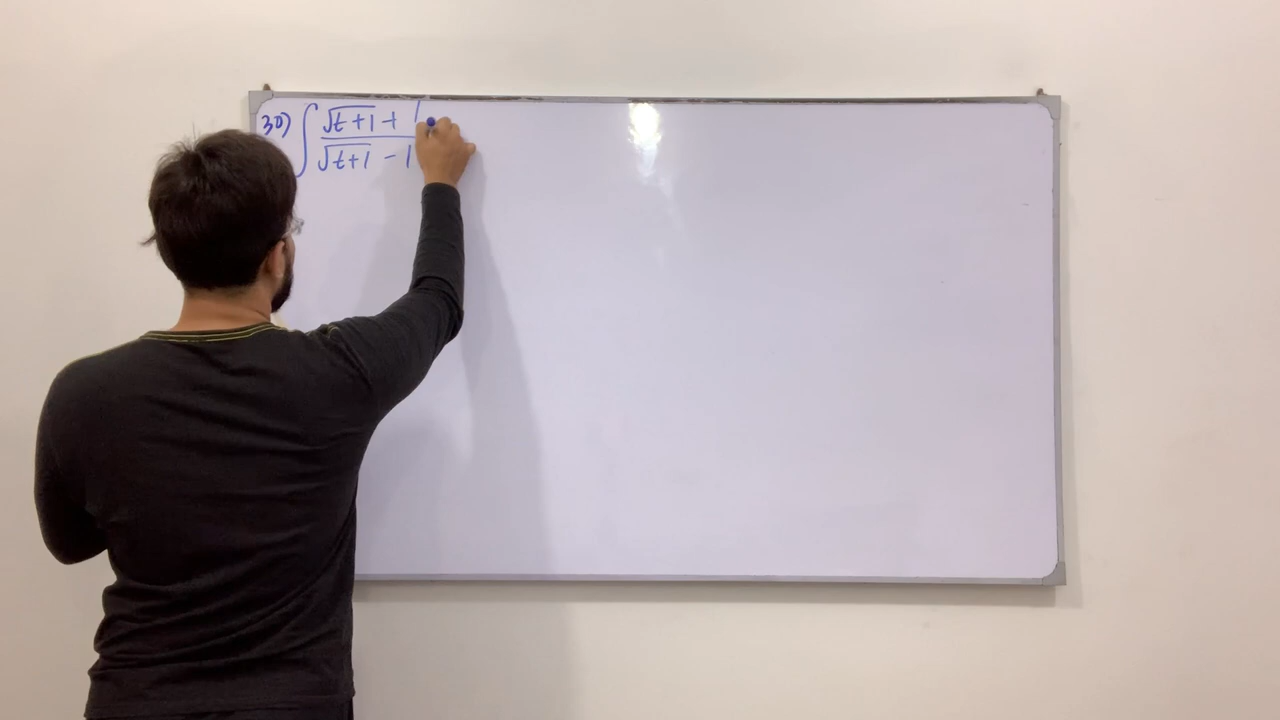 30) ∫ (√(t+1) + 1)/(√(t+1) - 1)